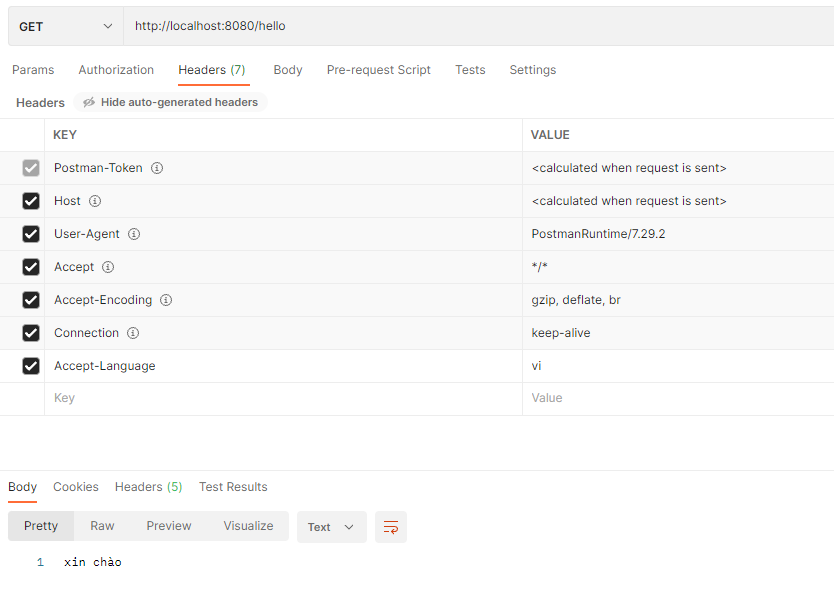 GET http://localhost:8080/hello
Params Authorization Headers (7) Body Pre-request Script Tests Settings
Headers Hide auto-generated headers
KEY VALUE
Postman-Token <calculated when request is sent>
Host <calculated when request is sent>
User-Agent PostmanRuntime/7.29.2
Accept */*
Accept-Encoding gzip, deflate, br
Connection keep-alive
Accept-Language vi
Key Value
Body Cookies Headers (5) Test Results
Pretty Raw Preview Visualize Text
1 xin chào